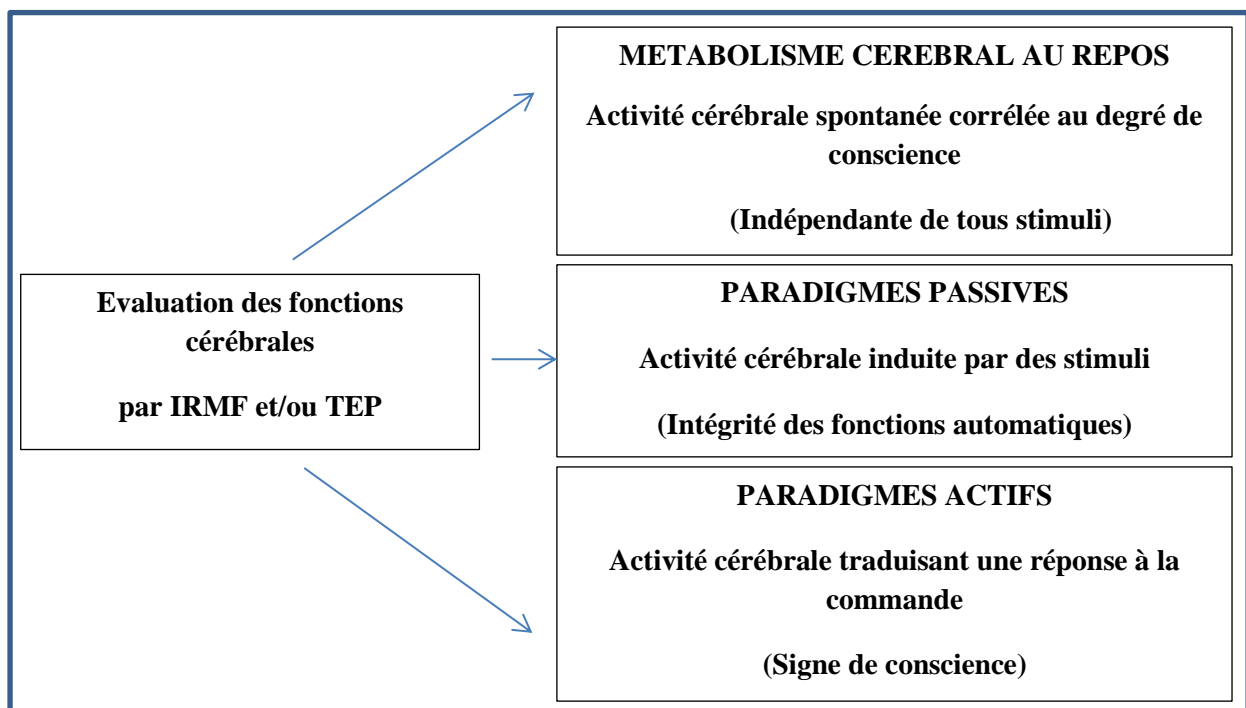 Evaluation des fonctions
cérébrales
par IRMF et/ou TEP
METABOLISME CEREBRAL AU REPOS
Activité cérébrale spontanée corrélée au degré de
conscience
(Indépendante de tous stimuli)
PARADIGMES PASSIVES
Activité cérébrale induite par des stimuli
(Intégrité des fonctions automatiques)
PARADIGMES ACTIFS
Activité cérébrale traduisant une réponse à la
commande
(Signe de conscience)